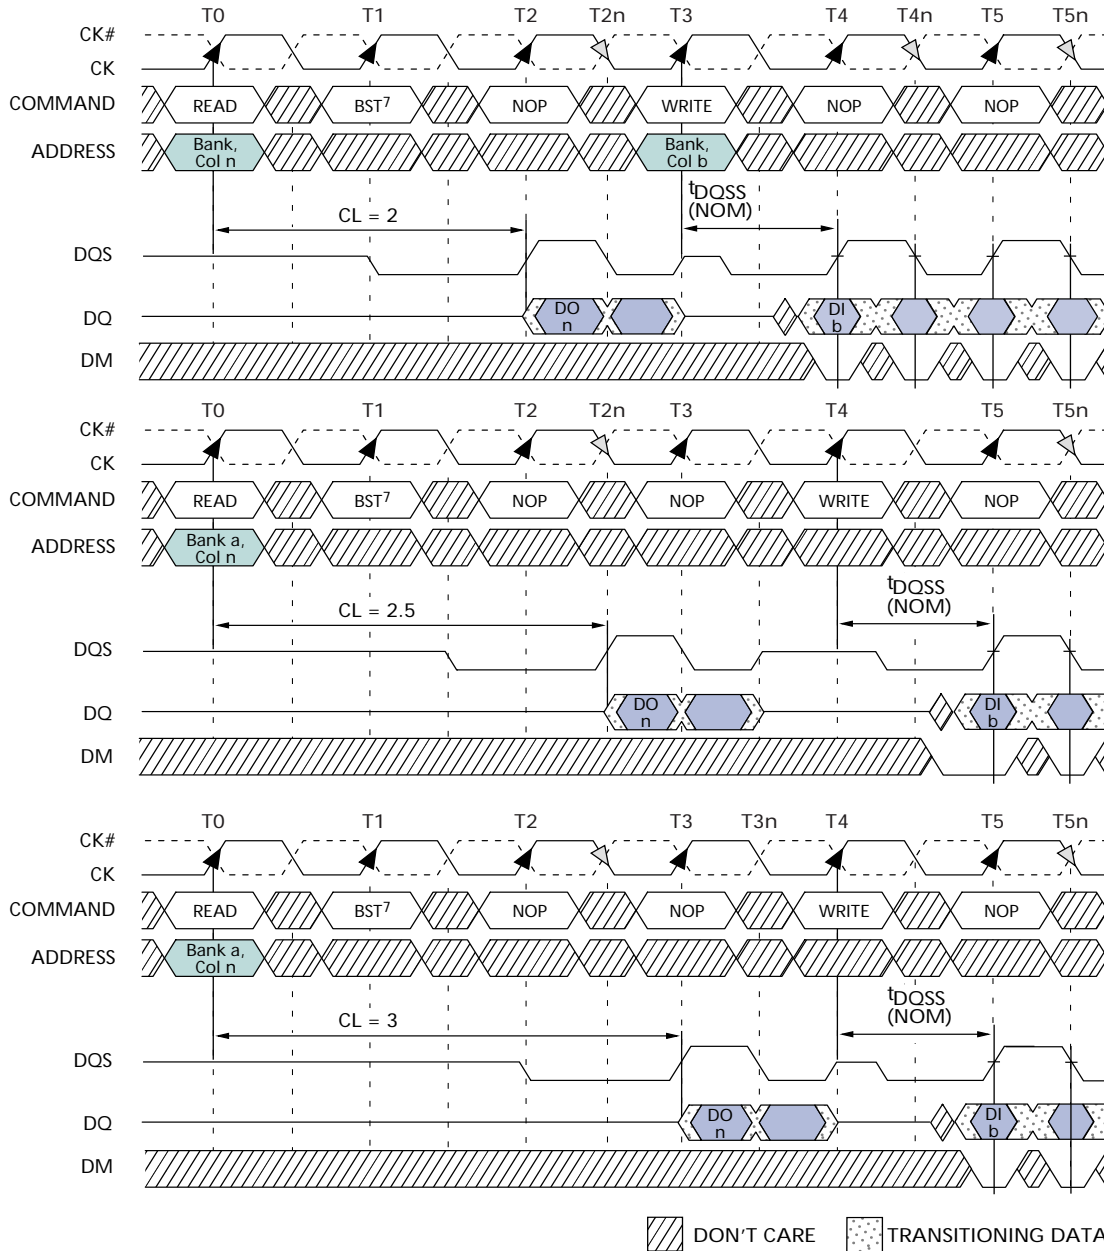 T0 T1 T2 T2n T3 T4 T4n T5 T5n
CK#
CK
COMMAND READ BST7 NOP WRITE NOP NOP
ADDRESS Bank, Col n Bank, Col b
CL = 2
tDQSS
(NOM)
DQS
DQ DO n DI b
DM
T0 T1 T2 T2n T3 T4 T5 T5n
CK#
CK
COMMAND READ BST7 NOP NOP WRITE NOP
ADDRESS Bank a, Col n
CL = 2.5
tDQSS
(NOM)
DQS
DQ DO n DI b
DM
T0 T1 T2 T3 T3n T4 T5 T5n
CK#
CK
COMMAND READ BST7 NOP NOP WRITE NOP
ADDRESS Bank a, Col n
CL = 3
tDQSS
(NOM)
DQS
DQ DO n DI b
DM
DON'T CARE TRANSITIONING DATA